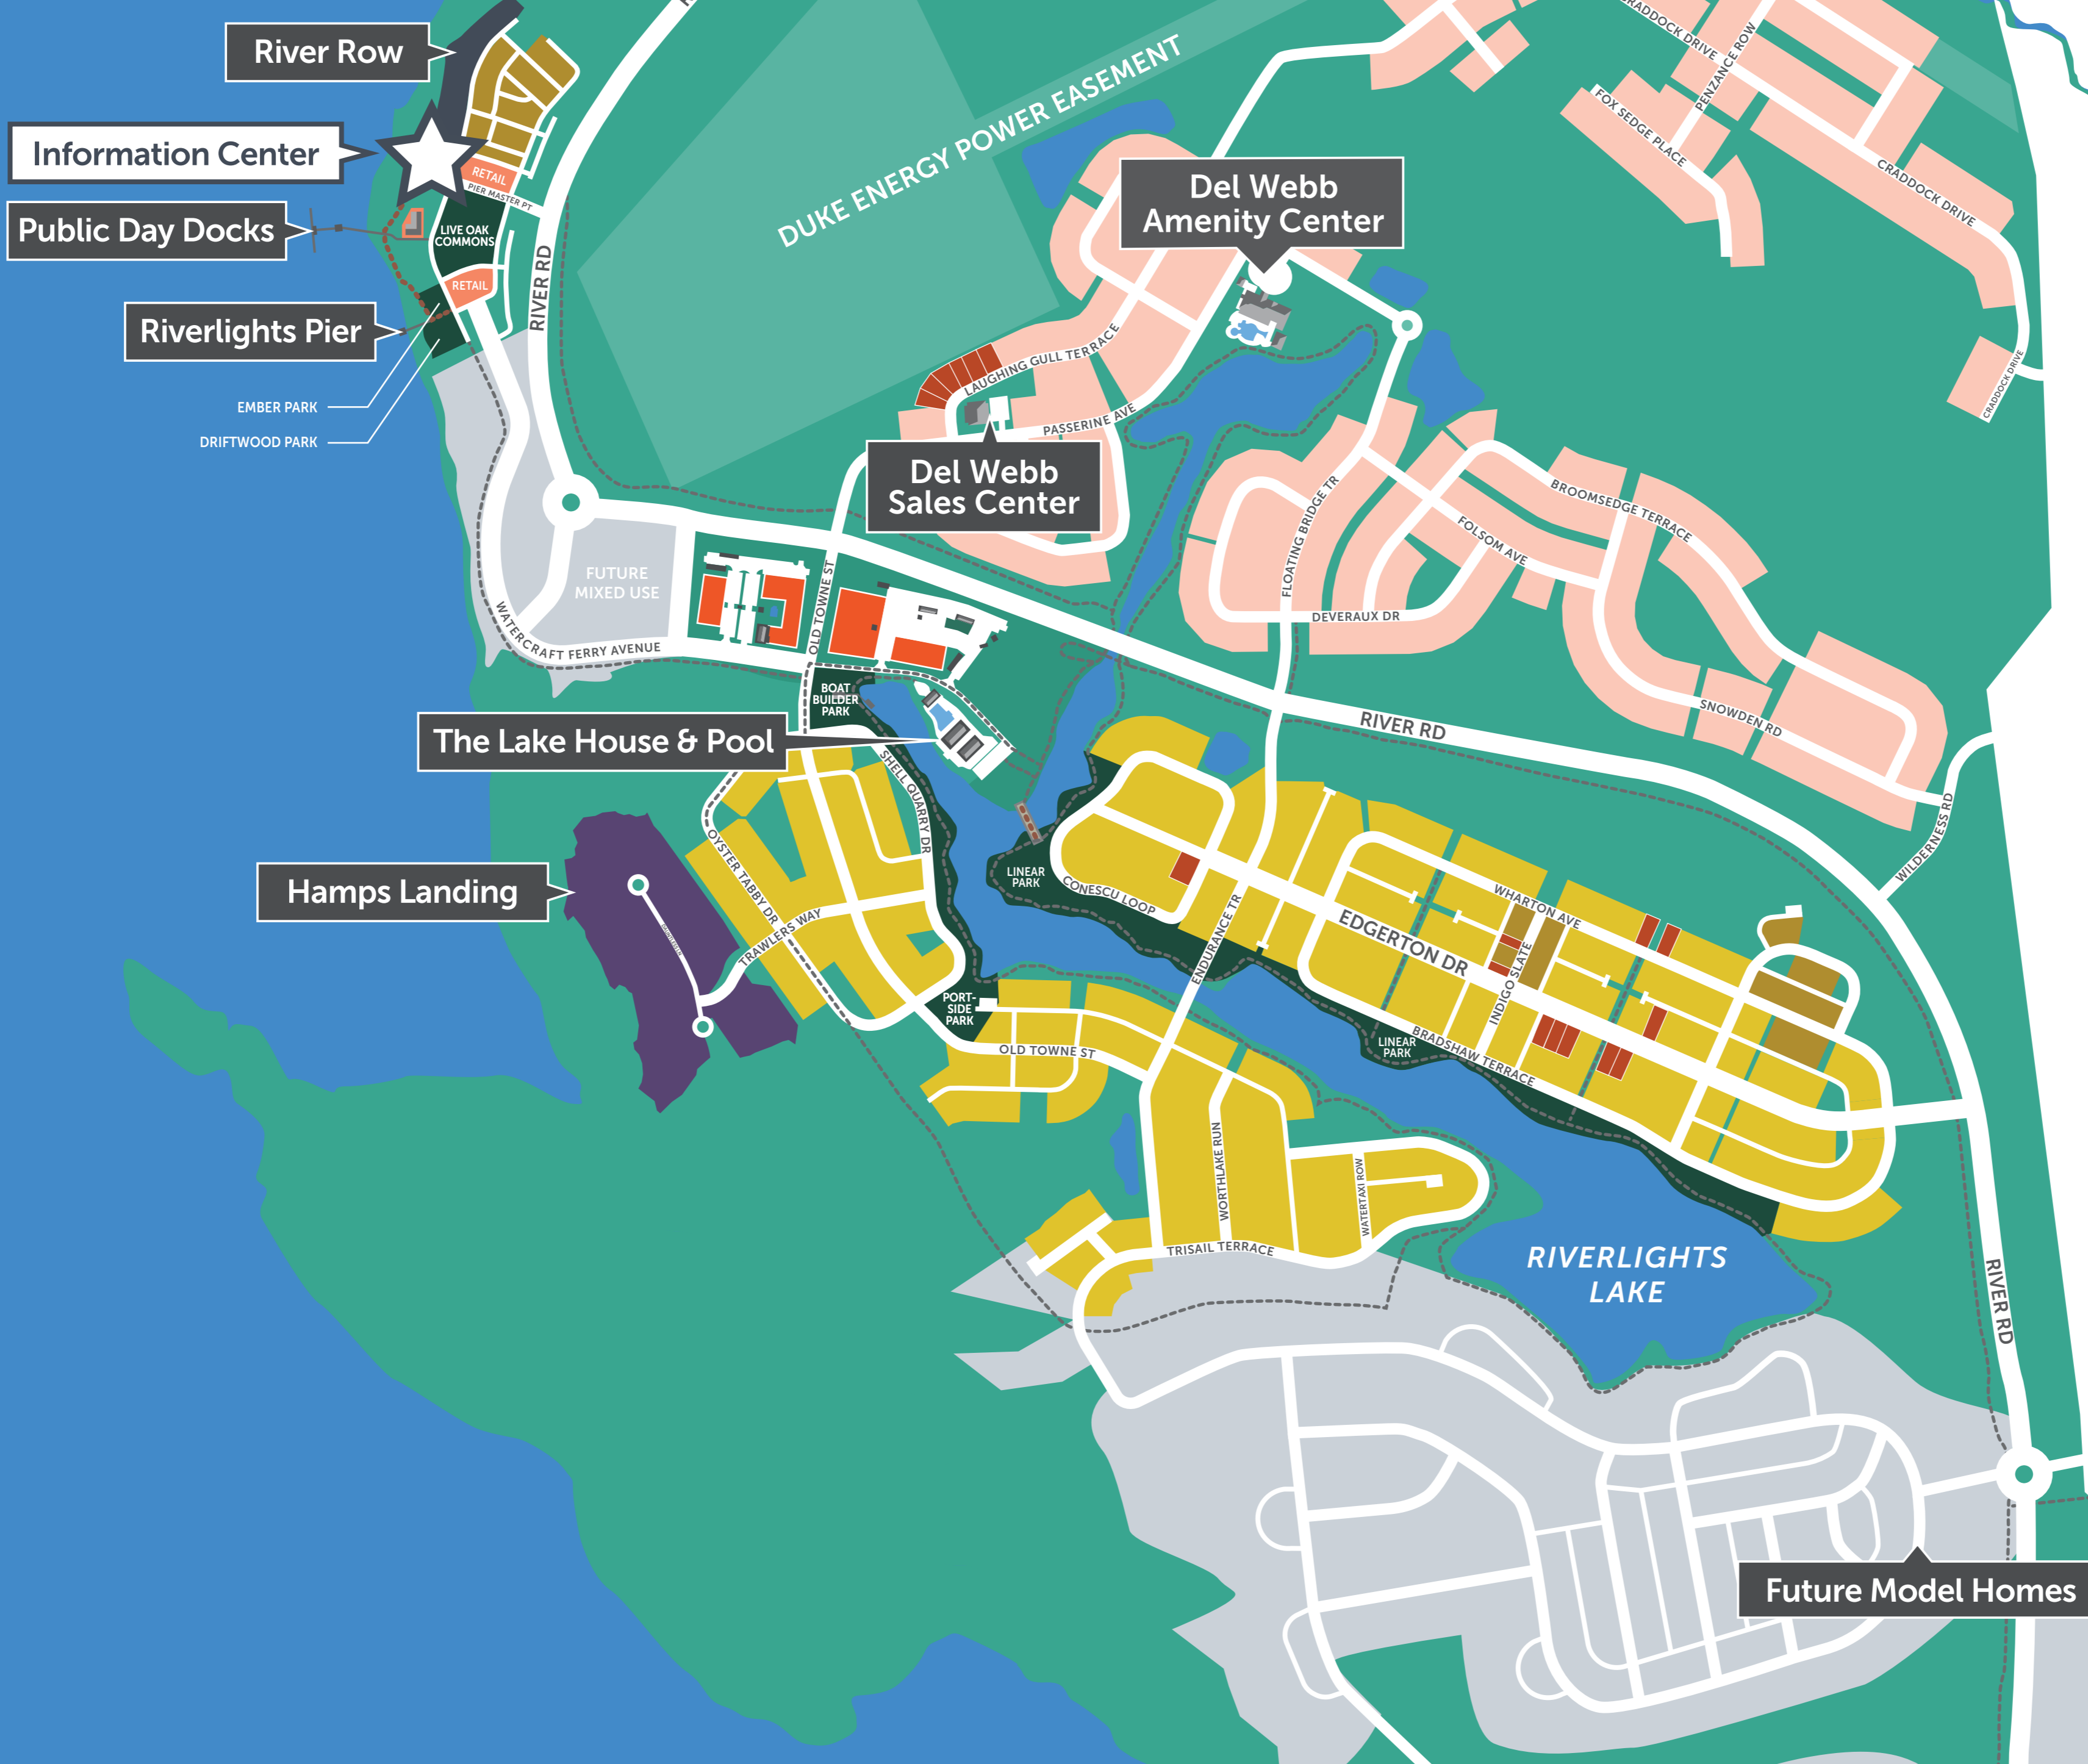 CRADDOCK DRIVE
PENZANCE ROW
FOX SEDGE PLACE
CRADDOCK DRIVE
CRADDOCK DRIVE
River Row
Information Center
Public Day Docks
Riverlights Pier
RETAIL
PIER MASTER PT
LIVE OAK
COMMONS
RETAIL
EMBER PARK
DRIFTWOOD PARK
RIVER RD
DUKE ENERGY POWER EASEMENT
Del Webb
Amenity Center
LAUGHING GULL TERRACE
PASSERINE AVE
Del Webb
Sales Center
FLOATING BRIDGE TR
BROOMSEDGE TERRACE
FOLSOM AVE
DEVERAUX DR
SNOWDEN RD
FUTURE
MIXED USE
WATERCRAFT FERRY AVENUE
OLD TOWNE ST
BOAT
BUILDER
PARK
The Lake House & Pool
RIVER RD
WILDERNESS RD
SHELL QUARRY DR
OYSTER TABBY DR
TRAWLERS WAY
Hamps Landing
LINEAR
PARK
CONESCU LOOP
ENDURANCE TR
EDGERTON DR
WHARTON AVE
INDIGO SLATE
BRADSHAW TERRACE
LINEAR
PARK
PORT-
SIDE
PARK
OLD TOWNE ST
WORTHLAKE RUN
WATERTAXI ROW
TRISAIL TERRACE
RIVERLIGHTS
LAKE
RIVER RD
Future Model Homes